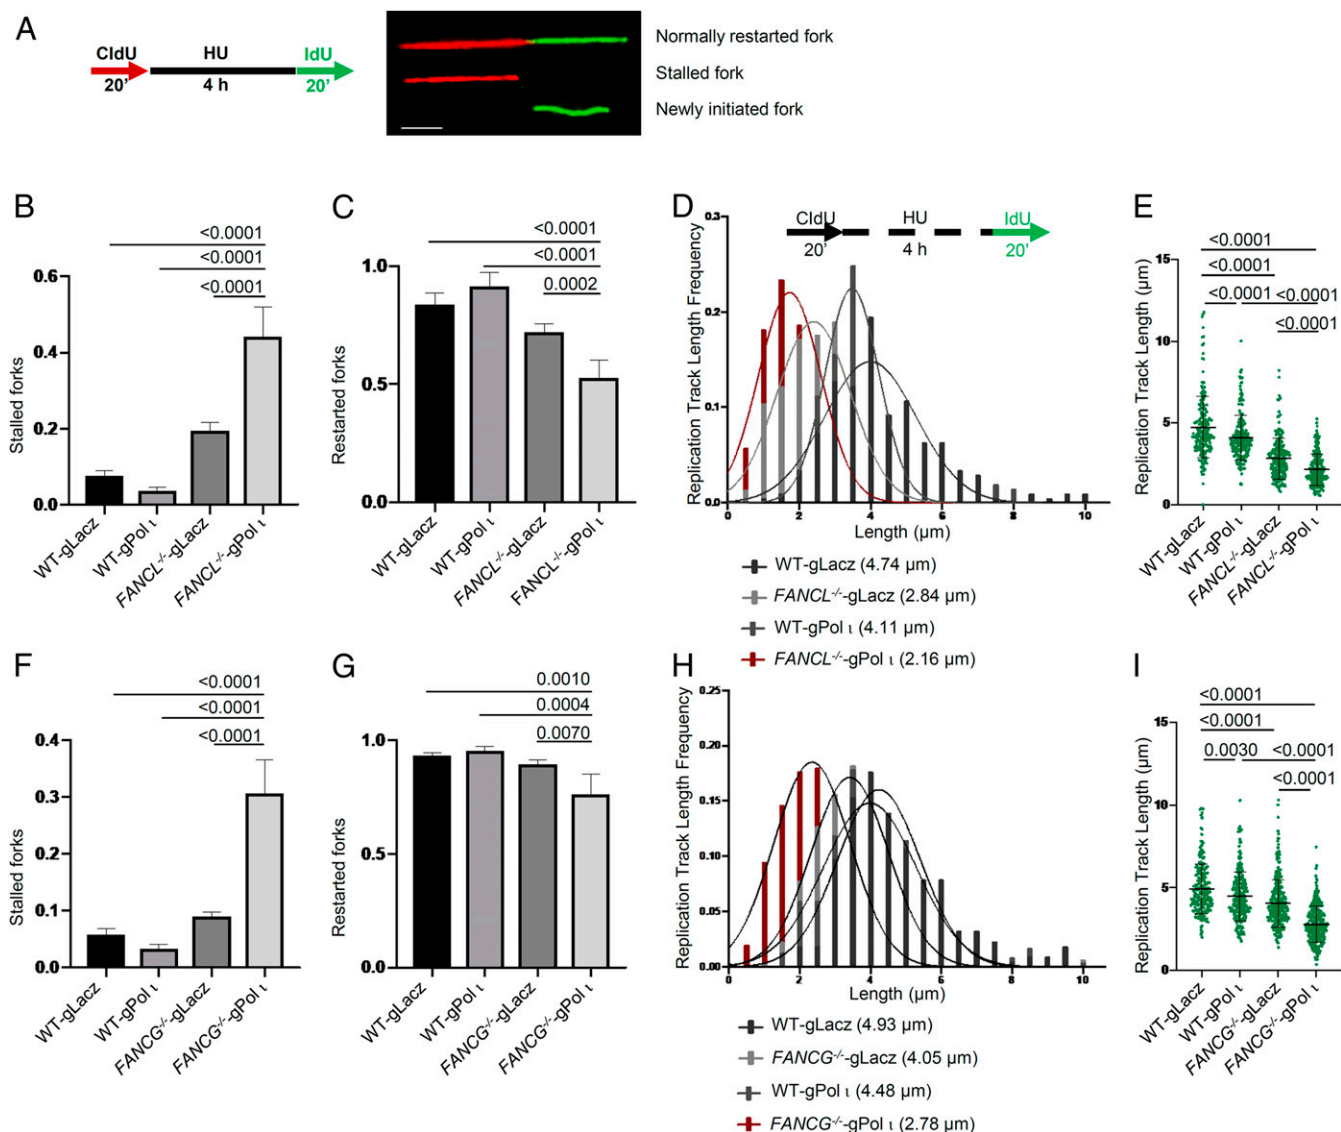 A
CldU
HU
IdU
20'
4 h
20'
Normally restarted fork
Stalled fork
Newly initiated fork
B
Stalled forks
0.6
0.4
0.2
0.0
<0.0001
<0.0001
<0.0001
WT-gLacz
WT-gPol ι
FANCL-/--gLacz
FANCL-/--gPol ι
C
Restarted forks
1.0
0.5
0.0
<0.0001
<0.0001
0.0002
WT-gLacz
WT-gPol ι
FANCL-/--gLacz
FANCL-/--gPol ι
D
Replication Track Length Frequency
0.3
0.2
0.1
0.0
CldU
HU
IdU
20'
4 h
20'
0 2 4 6 8 10
Length (µm)
WT-gLacz (4.74 µm)
FANCL-/--gLacz (2.84 µm)
WT-gPol ι (4.11 µm)
FANCL-/--gPol ι (2.16 µm)
E
Replication Track Length (µm)
15
10
5
0
<0.0001
<0.0001
<0.0001 <0.0001
<0.0001
WT-gLacz
WT-gPol ι
FANCL-/--gLacz
FANCL-/--gPol ι
F
Stalled forks
0.4
0.3
0.2
0.1
0.0
<0.0001
<0.0001
<0.0001
WT-gLacz
WT-gPol ι
FANCG-/--gLacz
FANCG-/--gPol ι
G
Restarted forks
1.0
0.5
0.0
0.0010
0.0004
0.0070
WT-gLacz
WT-gPol ι
FANCG-/--gLacz
FANCG-/--gPol ι
H
Replication Track Length Frequency
0.25
0.20
0.15
0.10
0.05
0.00
0 2 4 6 8 10
Length (µm)
WT-gLacz (4.93 µm)
FANCG-/--gLacz (4.05 µm)
WT-gPol ι (4.48 µm)
FANCG-/--gPol ι (2.78 µm)
I
Replication Track Length (µm)
15
10
5
0
<0.0001
<0.0001
0.0030 <0.0001
<0.0001
WT-gLacz
WT-gPol ι
FANCG-/--gLacz
FANCG-/--gPol ι